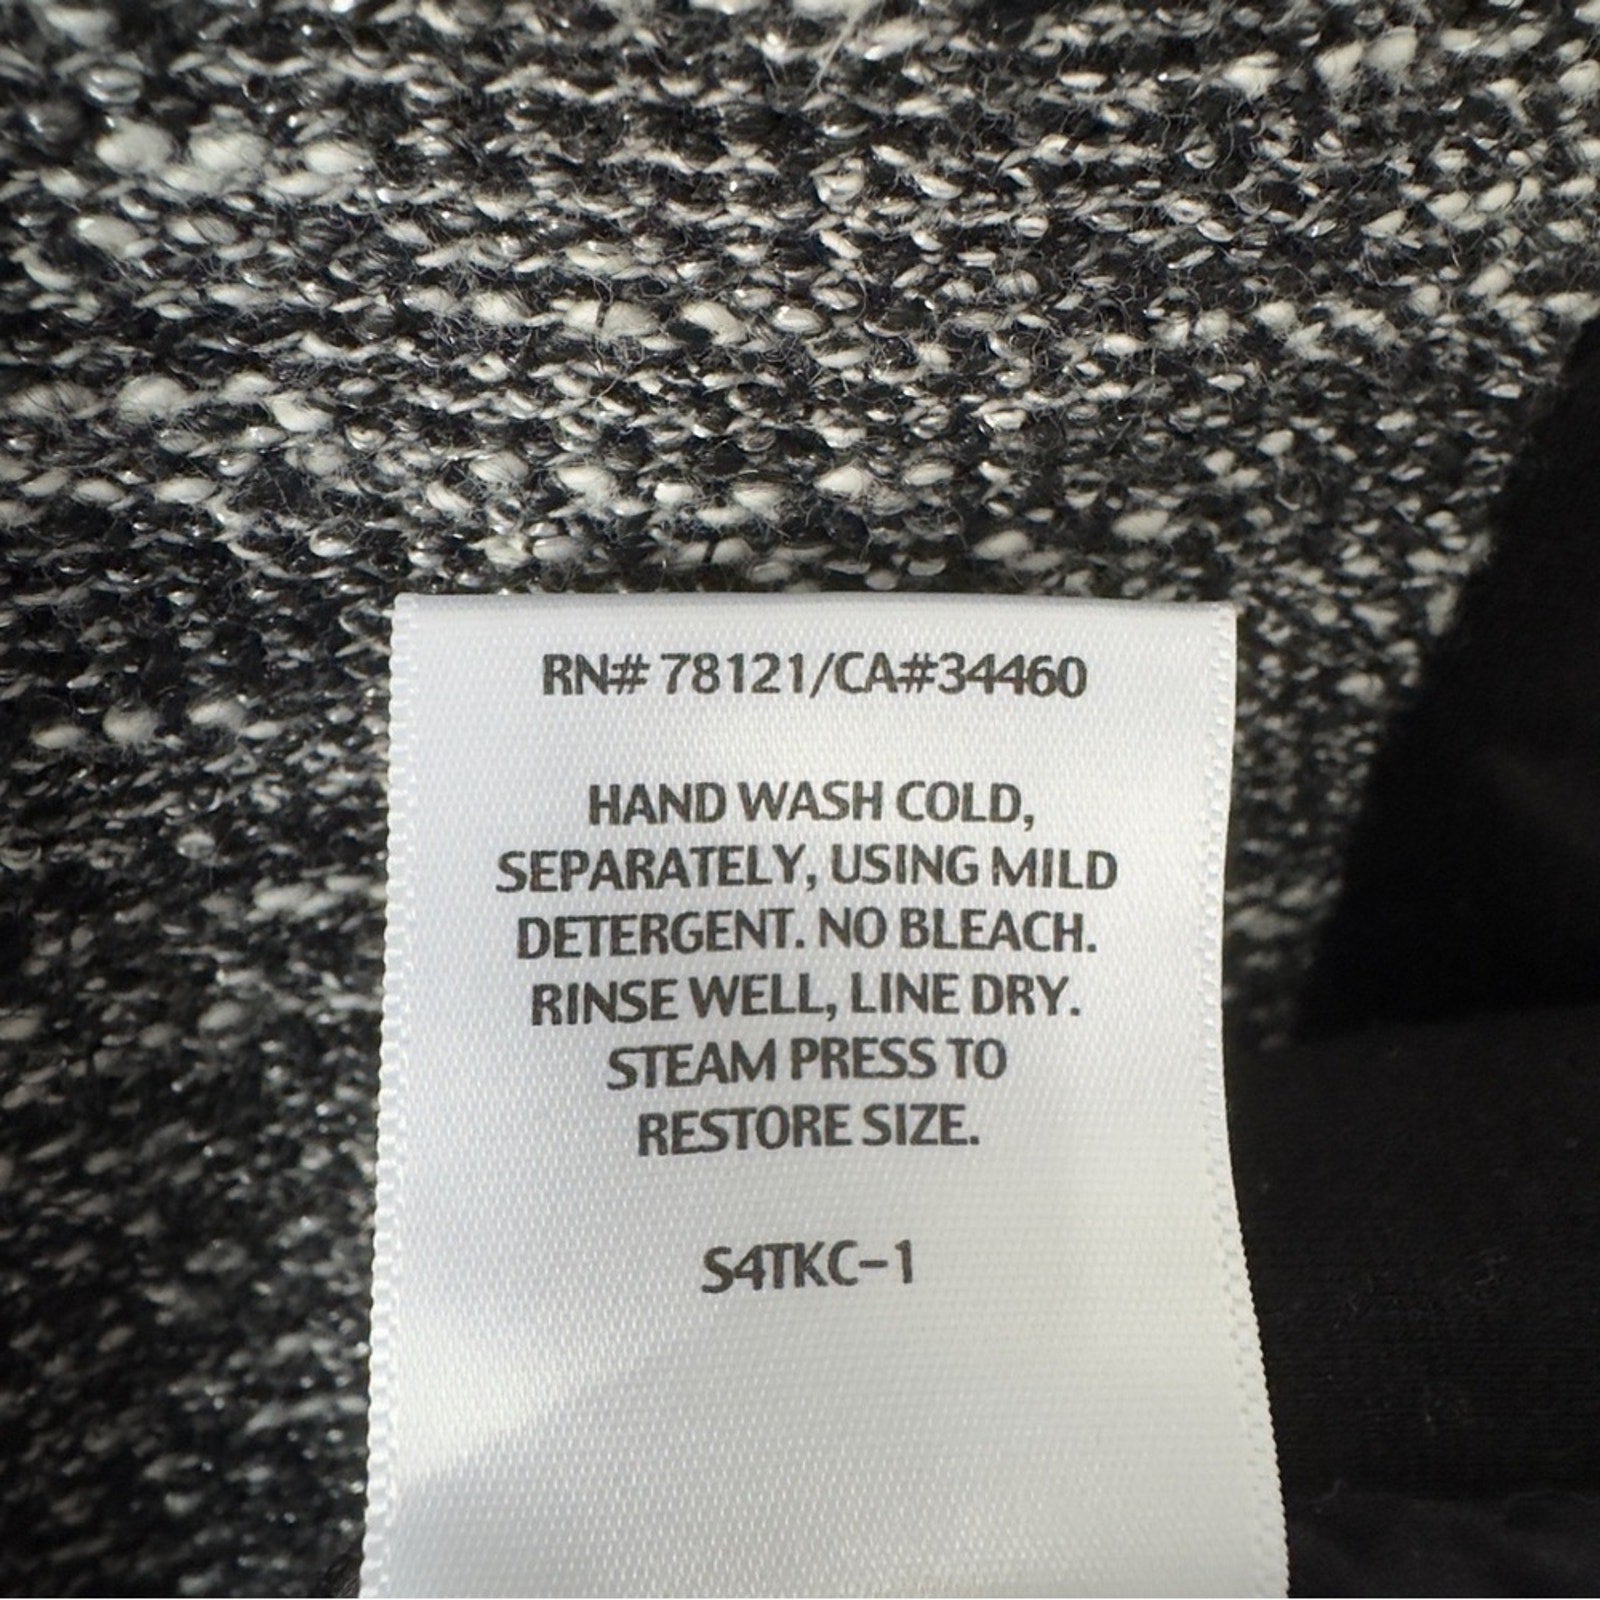 RN# 78121/CA#34460
HAND WASH COLD,
SEPARATELY, USING MILD
DETERGENT. NO BLEACH.
RINSE WELL, LINE DRY.
STEAM PRESS TO
RESTORE SIZE.
S4TKC-1